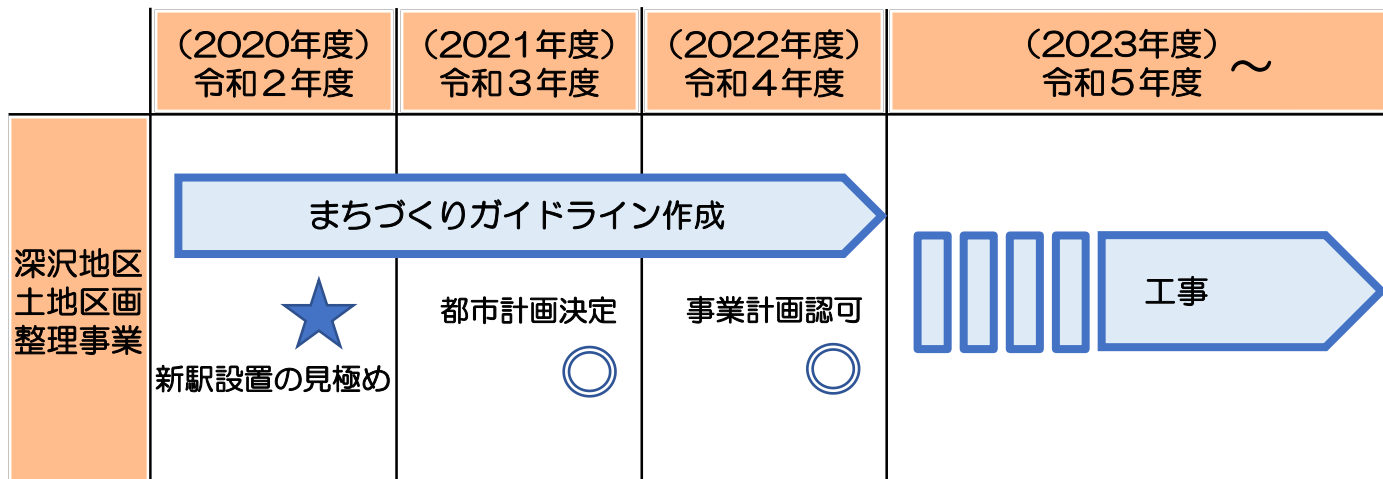 （2020年度）
令和２年度
（2021年度）
令和３年度
（2022年度）
令和４年度
（2023年度）
令和５年度 ～
深沢地区
土地区画
整理事業
まちづくりガイドライン作成
新駅設置の見極め
都市計画決定
事業計画認可
工事